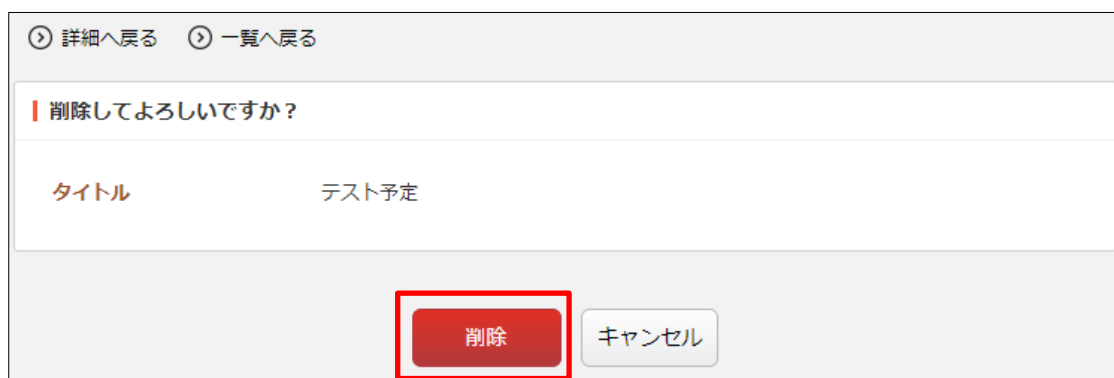 詳細へ戻る 一覧へ戻る
削除してよろしいですか？
タイトル テスト予定
削除 キャンセル